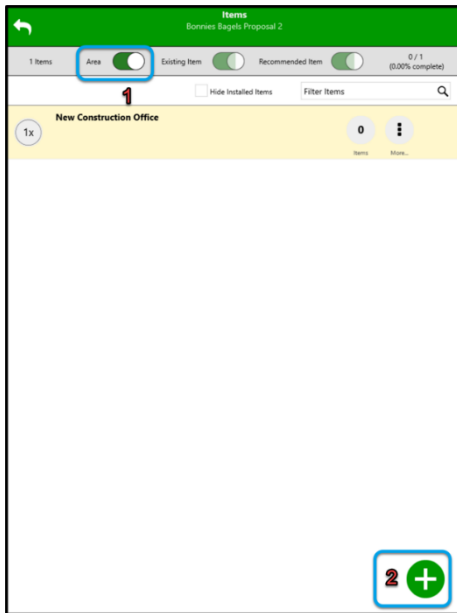 Items
Bonnies Bagels Proposal 2
1 Items
Area
Existing Item
Recommended Item
0 / 1
(0.00% complete)
1
Hide Installed Items
Filter Items
1x
New Construction Office
0
Items
More...
2